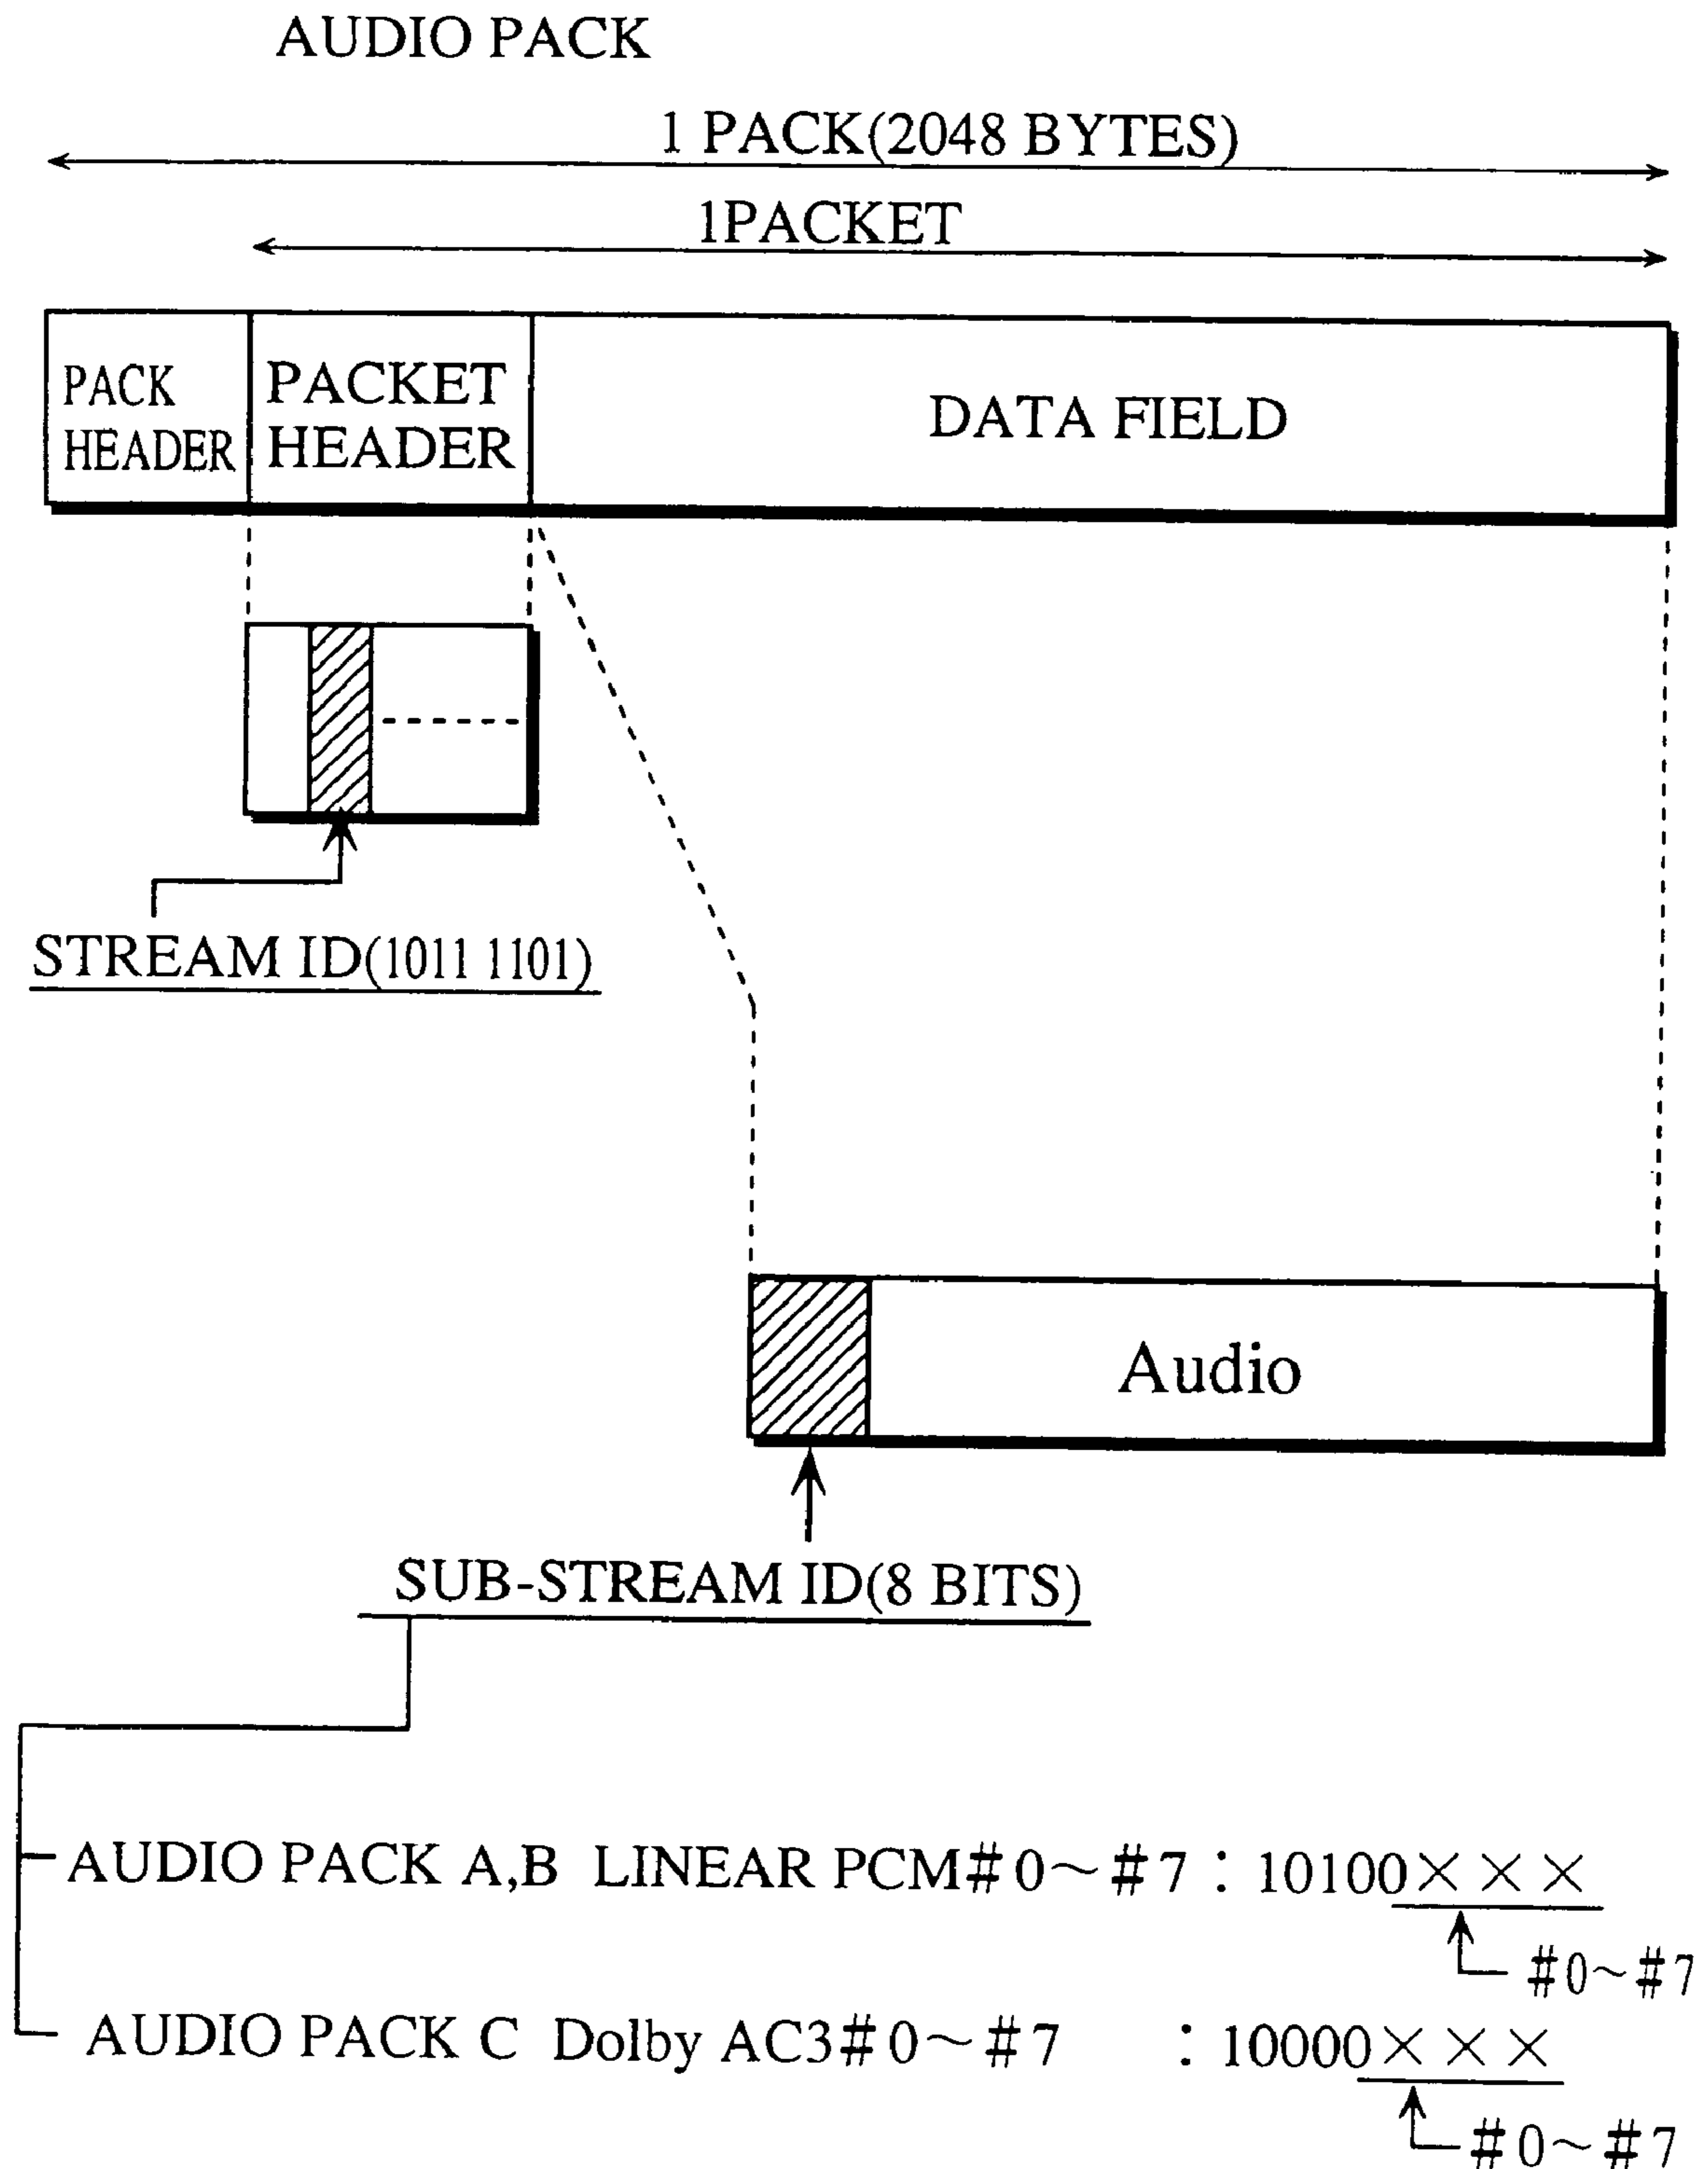 AUDIO PACK
1 PACK(2048 BYTES)
1PACKET
PACK
HEADER
PACKET
HEADER
DATA FIELD
STREAM ID(1011 1101)
Audio
SUB-STREAM ID(8 BITS)
AUDIO PACK A,B LINEAR PCM#0~#7 : 10100×××
#0~#7
AUDIO PACK C Dolby AC3#0~#7 : 10000×××
#0~#7